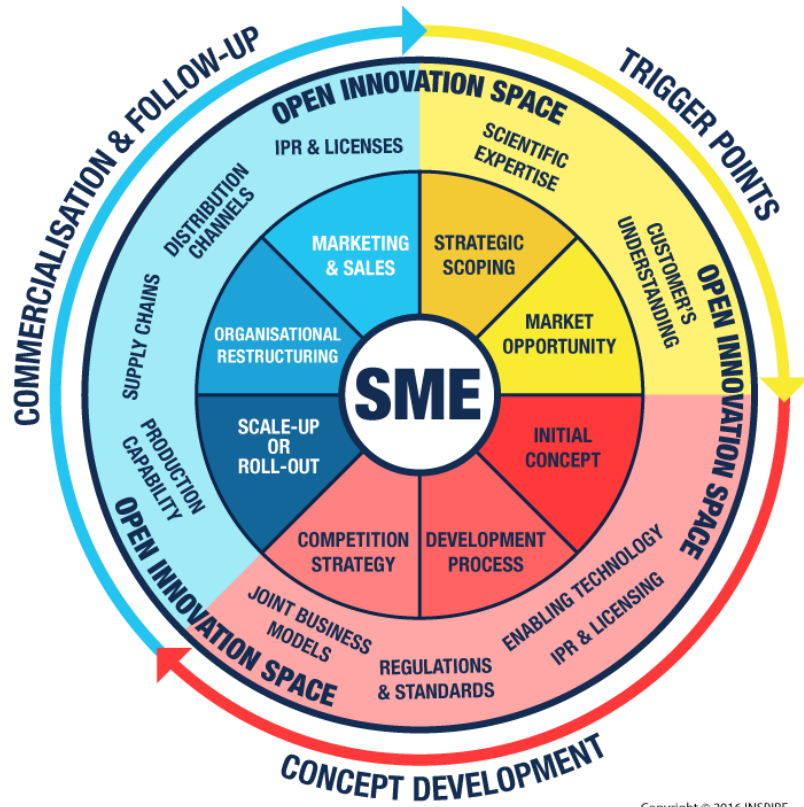 COMMERCIALISATION & FOLLOW-UP
TRIGGER POINTS
CONCEPT DEVELOPMENT
OPEN INNOVATION SPACE
OPEN INNOVATION SPACE
OPEN INNOVATION SPACE
SCIENTIFIC
EXPERTISE
CUSTOMER'S
UNDERSTANDING
ENABLING TECHNOLOGY
IPR & LICENSING
REGULATIONS
& STANDARDS
JOINT BUSINESS
MODELS
PRODUCTION
CAPABILITY
SUPPLY CHAINS
DISTRIBUTION
CHANNELS
IPR & LICENSES
STRATEGIC
SCOPING
MARKET
OPPORTUNITY
INITIAL
CONCEPT
DEVELOPMENT
PROCESS
COMPETITION
STRATEGY
SCALE-UP
OR
ROLL-OUT
ORGANISATIONAL
RESTRUCTURING
MARKETING
& SALES
SME
Copyright © 2016 INSPIRE